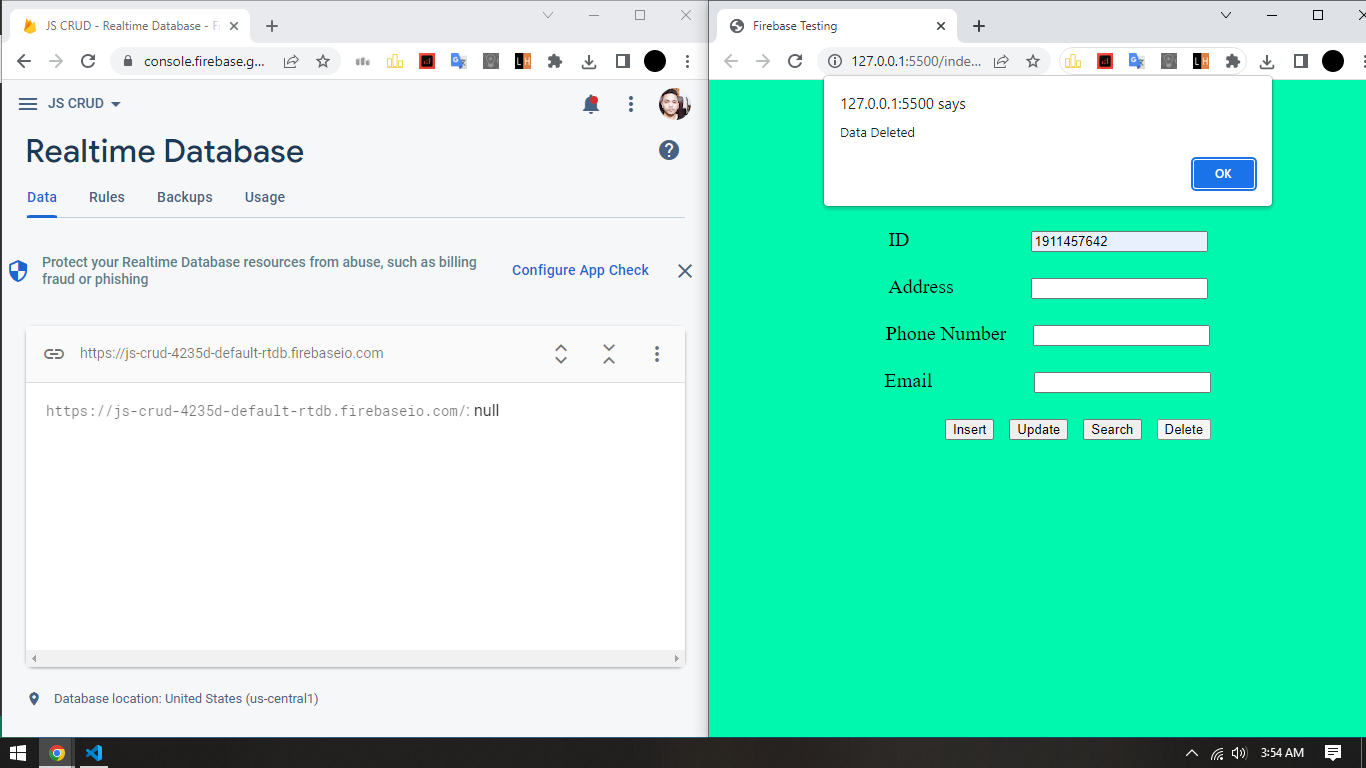 JS CRUD - Realtime Database - F
console.firebase.g...
JS CRUD
Realtime Database
Data Rules Backups Usage
Protect your Realtime Database resources from abuse, such as billing
fraud or phishing
Configure App Check
https://js-crud-4235d-default-rtdb.firebaseio.com
https://js-crud-4235d-default-rtdb.firebaseio.com/: null
Database location: United States (us-central1)
Firebase Testing
127.0.0.1:5500/inde...
127.0.0.1:5500 says
Data Deleted
OK
ID 1911457642
Address
Phone Number
Email
Insert Update Search Delete
3:54 AM